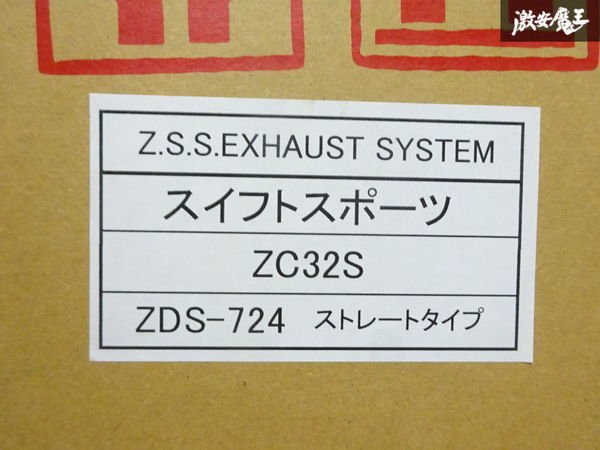 激安魔王
Z.S.S.EXHAUST SYSTEM
スイフトスポーツ
ZC32S
ZDS-724 ストレートタイプ